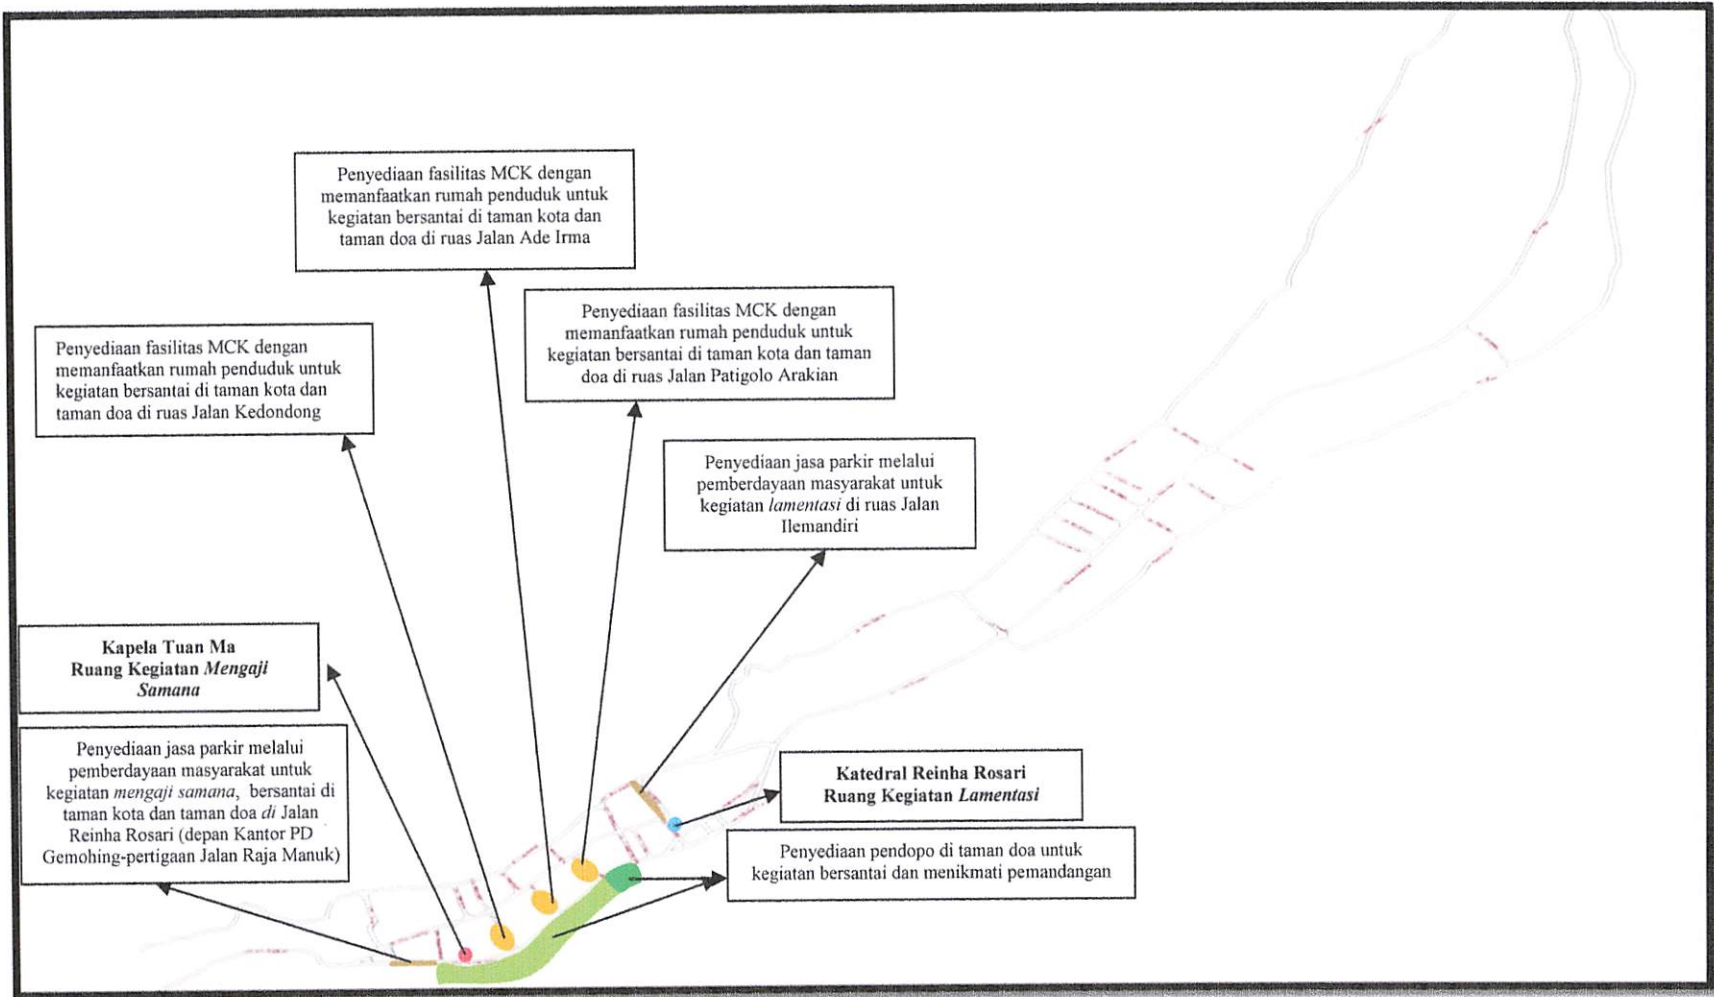 Penyediaan fasilitas MCK dengan
memanfaatkan rumah penduduk untuk
kegiatan bersantai di taman kota dan
taman doa di ruas Jalan Ade Irma
Penyediaan fasilitas MCK dengan
memanfaatkan rumah penduduk untuk
kegiatan bersantai di taman kota dan taman
doa di ruas Jalan Patigolo Arakian
Penyediaan fasilitas MCK dengan
memanfaatkan rumah penduduk untuk
kegiatan bersantai di taman kota dan
taman doa di ruas Jalan Kedondong
Penyediaan jasa parkir melalui
pemberdayaan masyarakat untuk
kegiatan lamentasi di ruas Jalan
Ilemandiri
Kapela Tuan Ma
Ruang Kegiatan Mengaji
Samana
Penyediaan jasa parkir melalui
pemberdayaan masyarakat untuk
kegiatan mengaji samana, bersantai di
taman kota dan taman doa di Jalan
Reinha Rosari (depan Kantor PD
Gemohing-pertigaan Jalan Raja Manuk)
Katedral Reinha Rosari
Ruang Kegiatan Lamentasi
Penyediaan pendopo di taman doa untuk
kegiatan bersantai dan menikmati pemandangan